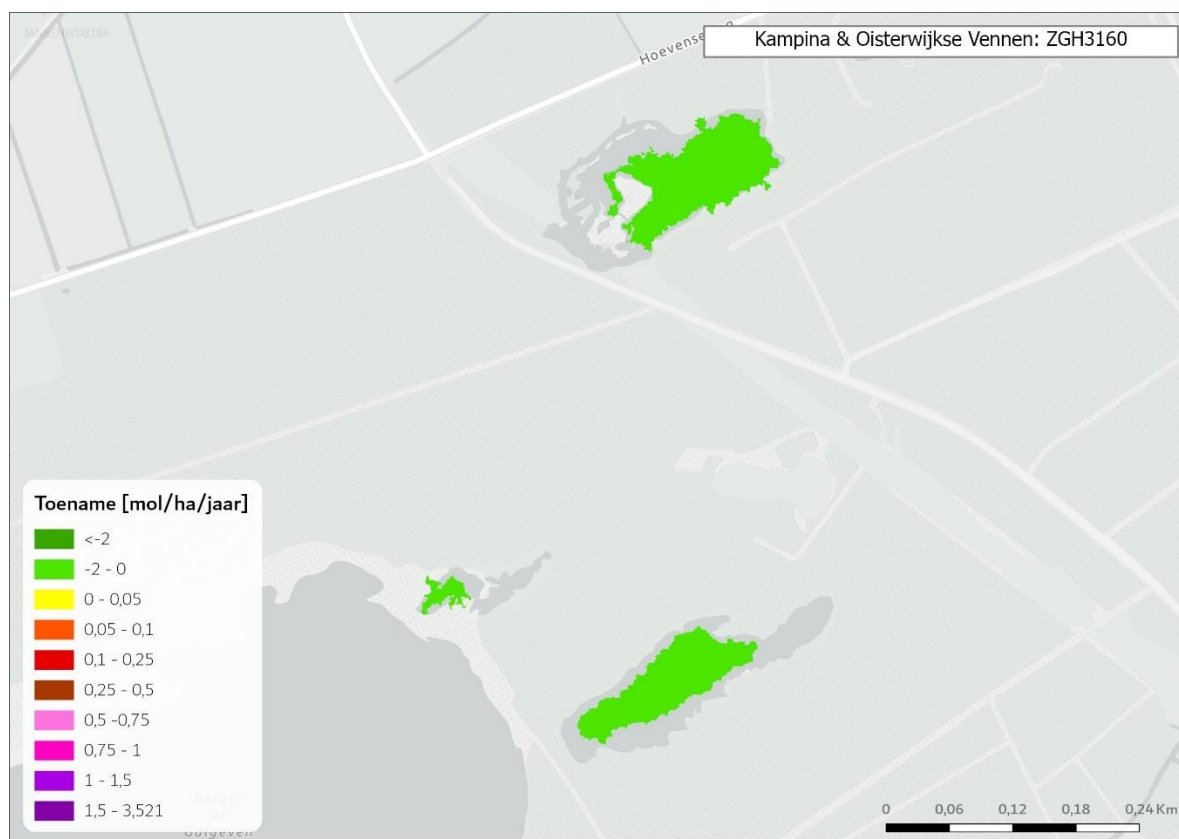 JANSENWD8186
Hoevense
Kampina & Oisterwijkse Vennen: ZGH3160
Toename [mol/ha/jaar]
<-2
-2 - 0
0 - 0,05
0,05 - 0,1
0,1 - 0,25
0,25 - 0,5
0,5 -0,75
0,75 - 1
1 - 1,5
1,5 - 3,521
0 0,06 0,12 0,18 0,24 Km